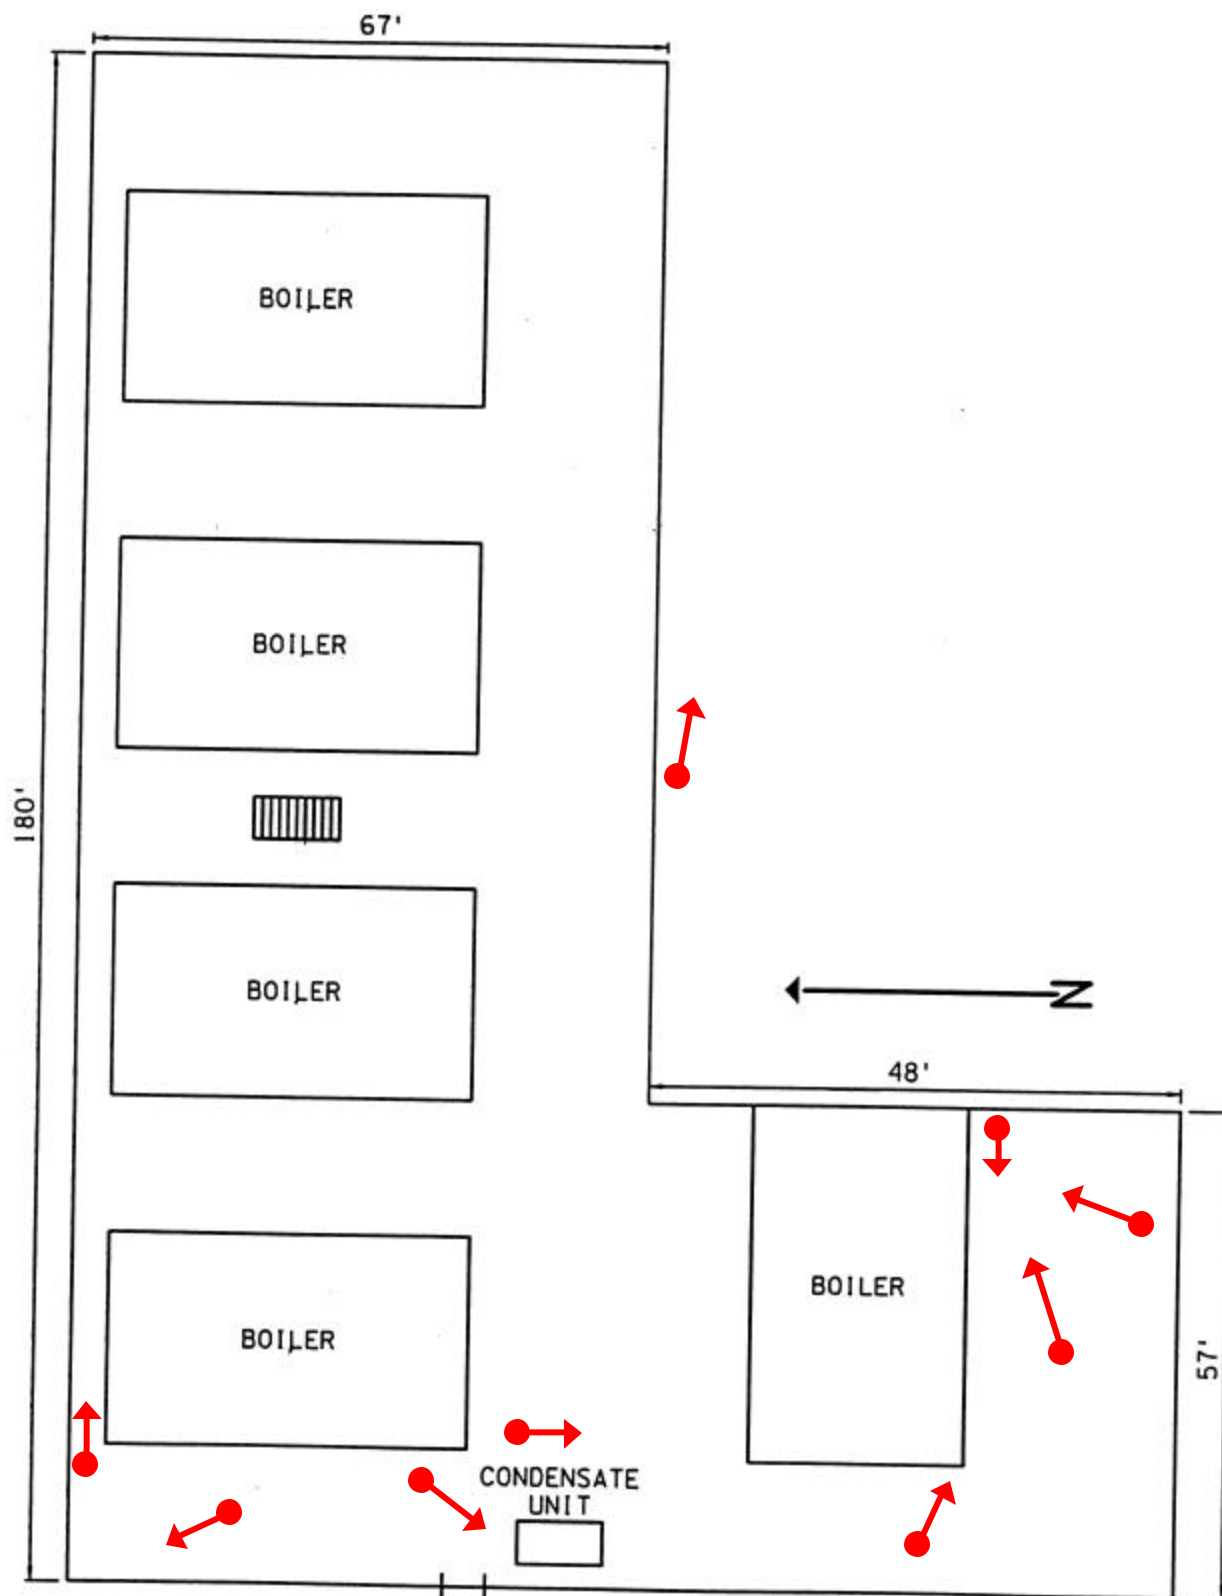 67'
BOILER
BOILER
180'
BOILER
N
48'
BOILER
BOILER
57'
CONDENSATE
UNIT